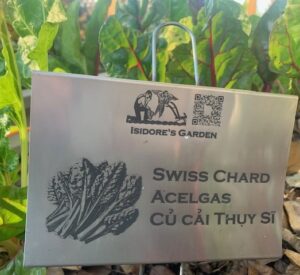 ISIDORE'S GARDEN
SWISS CHARD
ACELGAS
CỦ CẢI THỤY SĨ